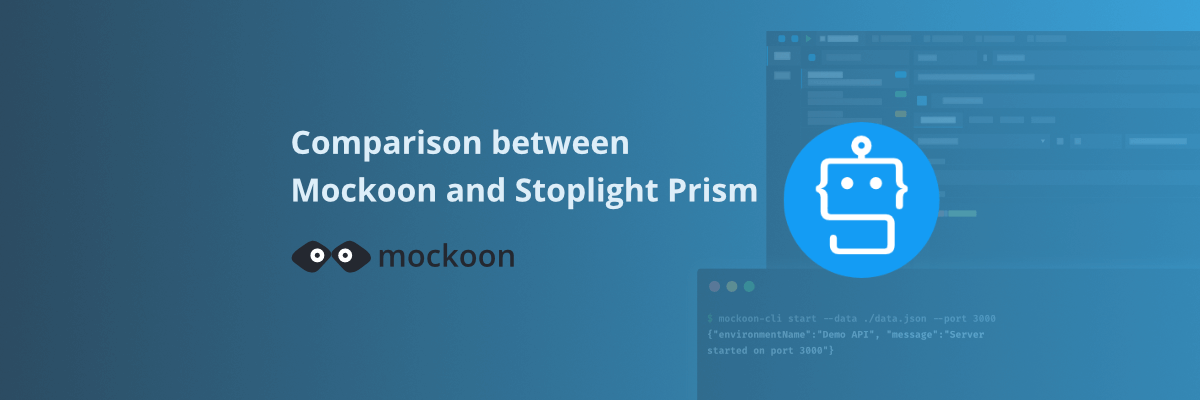 Comparison between
Mockoon and Stoplight Prism
mockoon
$ mockoon-cli start --data ./data.json --port 3000
{"environmentName":"Demo API", "message":"Server
started on port 3000"}